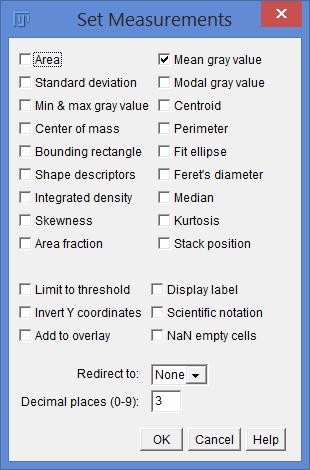 Set Measurements
Area Mean gray value
Standard deviation Modal gray value
Min & max gray value Centroid
Center of mass Perimeter
Bounding rectangle Fit ellipse
Shape descriptors Feret's diameter
Integrated density Median
Skewness Kurtosis
Area fraction Stack position
Limit to threshold Display label
Invert Y coordinates Scientific notation
Add to overlay NaN empty cells
Redirect to: None
Decimal places (0-9): 3
OK Cancel Help